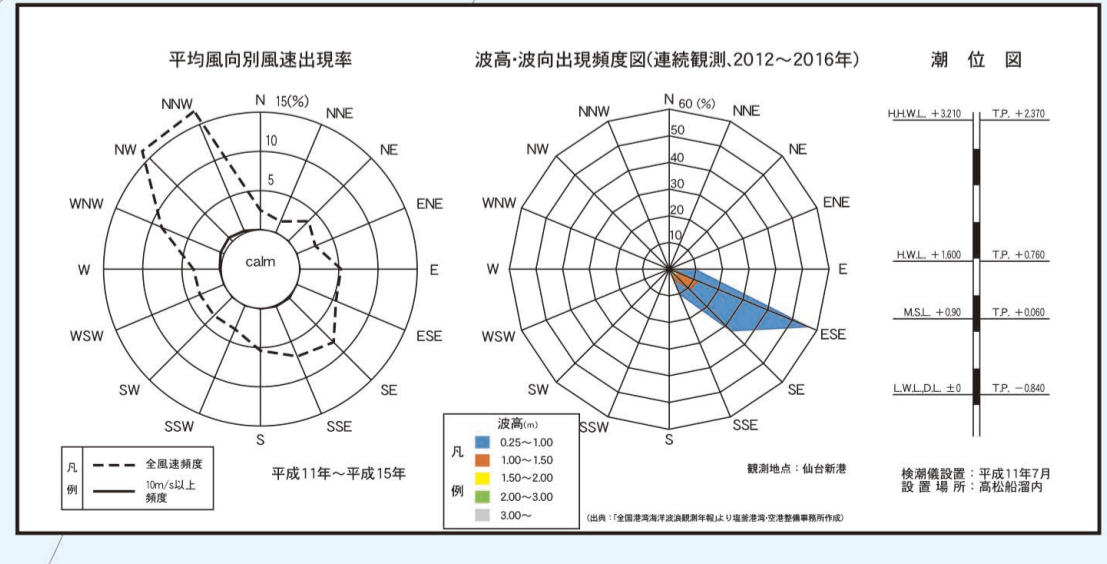 平均風向別風速出現率
N 15(%)
NNE
NE
ENE
E
ESE
SE
SSE
S
SSW
SW
WSW
W
WNW
NW
NNW
10
5
calm
凡例
全風速頻度
10m/s以上
頻度
平成11年～平成15年
波高・波向出現頻度図(連続観測、2012～2016年)
N 60 (%)
NNE
NE
ENE
E
ESE
SE
SSE
S
SSW
SW
WSW
W
WNW
NW
NNW
50
40
30
20
10
凡例
波高(m)
0.25～1.00
1.00～1.50
1.50～2.00
2.00～3.00
3.00～
観測地点：仙台新港
(出典：「全国港湾海洋波浪観測年報」より塩釜港湾・空港整備事務所作成)
潮位図
H.H.W.L. +3.210 T.P. +2.370
H.W.L. +1.600 T.P. +0.760
M.S.L. +0.90 T.P. +0.060
L.W.L.,D.L. ±0 T.P. −0.840
検潮儀設置：平成11年7月
設置場所：高松船溜内